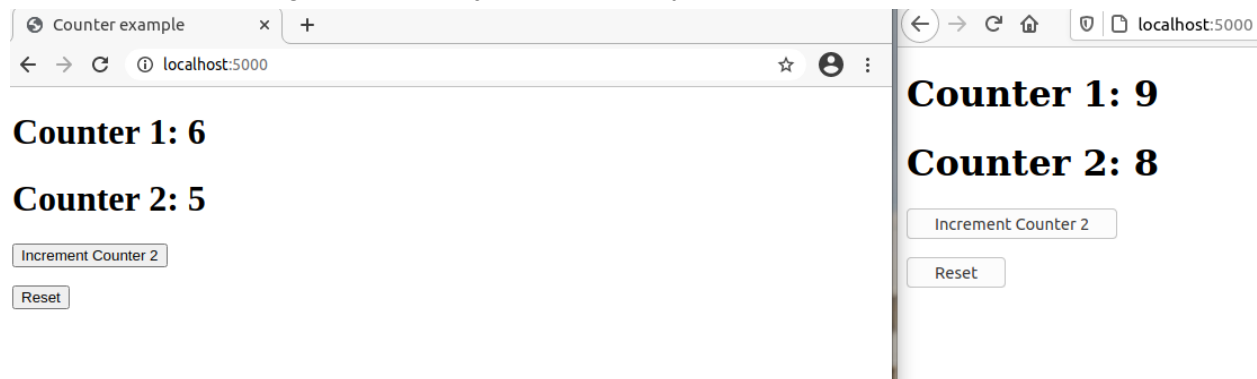 Counter example × +
localhost:5000
Counter 1: 6
Counter 2: 5
Increment Counter 2
Reset
localhost:5000
Counter 1: 9
Counter 2: 8
Increment Counter 2
Reset